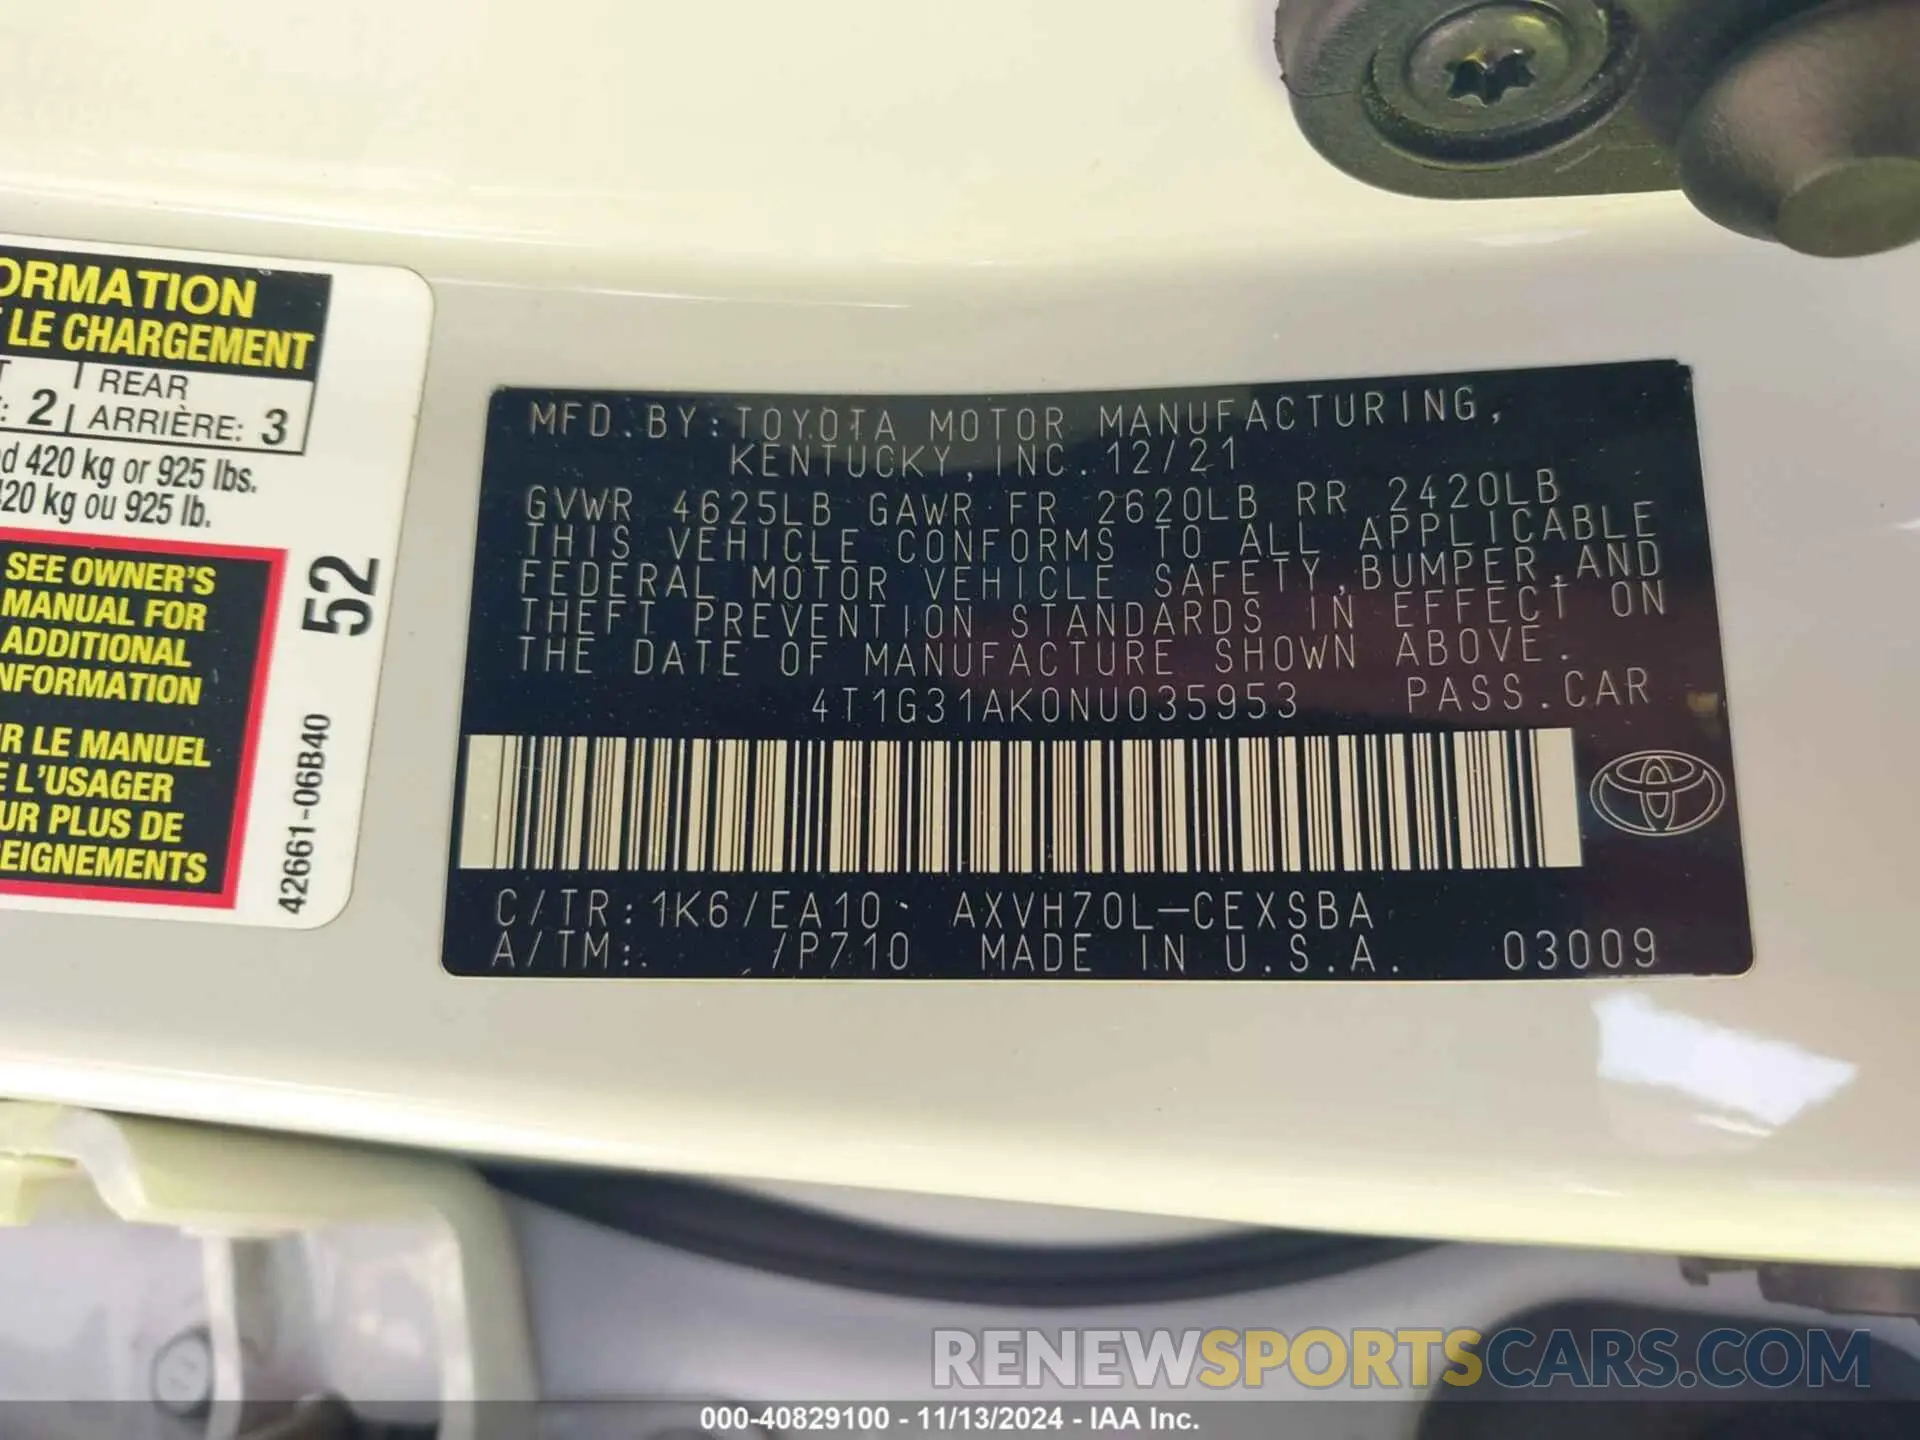 ORMATION
LE CHARGEMENT
REAR
: 2 ARRIÈRE: 3
d 420 kg or 925 lbs.
420 kg ou 925 lb.
SEE OWNER'S
MANUAL FOR
ADDITIONAL
NFORMATION
R LE MANUEL
E L'USAGER
UR PLUS DE
EIGNEMENTS
52
42661-06B40
MFD. BY: TOYOTA MOTOR MANUFACTURING,
KENTUCKY, INC. 12/21
GVWR 4625LB GAWR FR 2620LB RR 2420LB
THIS VEHICLE CONFORMS TO ALL APPLICABLE
FEDERAL MOTOR VEHICLE SAFETY, BUMPER, AND
THEFT PREVENTION STANDARDS IN EFFECT ON
THE DATE OF MANUFACTURE SHOWN ABOVE.
4T1G31AK0NU035953 PASS. CAR
C/TR: 1K6/EA10 AXVH70L-CEXSBA
A/TM: /P710 MADE IN U.S.A. 03009
RENEWSPORTSCARS.COM
000-40829100 - 11/13/2024 - IAA Inc.